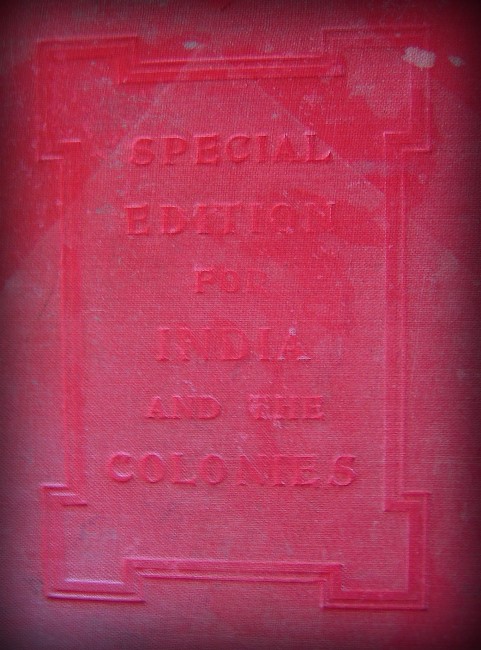 SPECIAL
EDITION
FOR
INDIA
AND THE
COLONIES